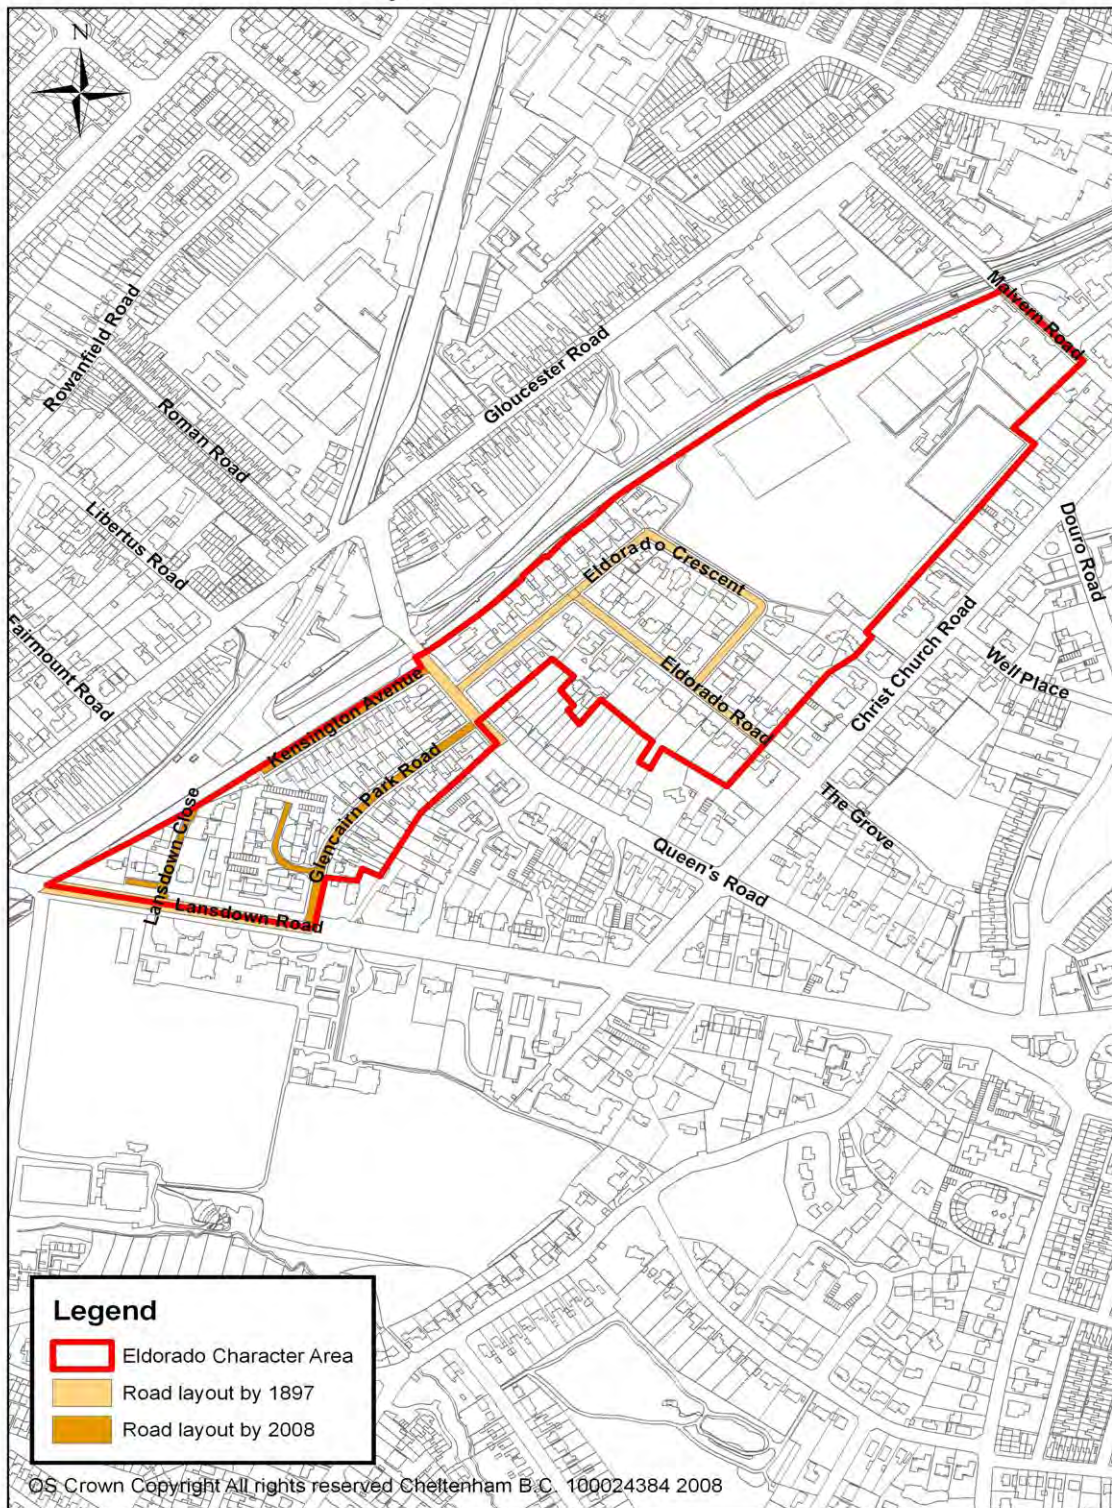 N
Malvern Road
Rowanfield Road
Gloucester Road
Roman Road
Libertus Road
Eldorado Crescent
Douro Road
Fairmount Road
Christ Church Road
Well Place
Eldorado Road
Kensington Avenue
Glencairn Park Road
The Grove
Lansdown Close
Queen's Road
Lansdown Road
Legend
Eldorado Character Area
Road layout by 1897
Road layout by 2008
OS Crown Copyright All rights reserved Cheltenham B.C. 100024384 2008